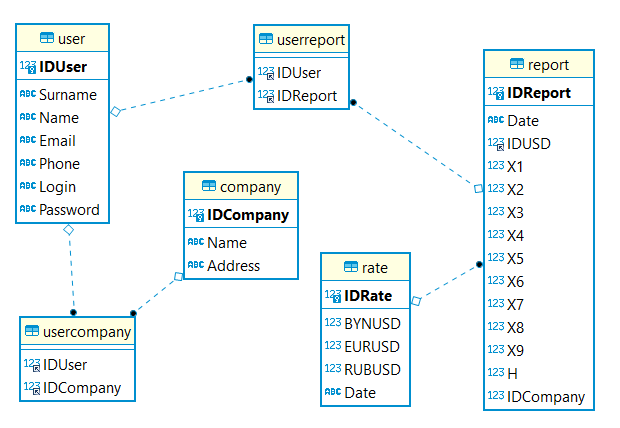 user
IDUser
Surname
Name
Email
Phone
Login
Password
userreport
IDUser
IDReport
report
IDReport
Date
IDUSD
X1
X2
X3
X4
X5
X6
X7
X8
X9
H
IDCompany
company
IDCompany
Name
Address
rate
IDRate
BYNUSD
EURUSD
RUBUSD
Date
usercompany
IDUser
IDCompany